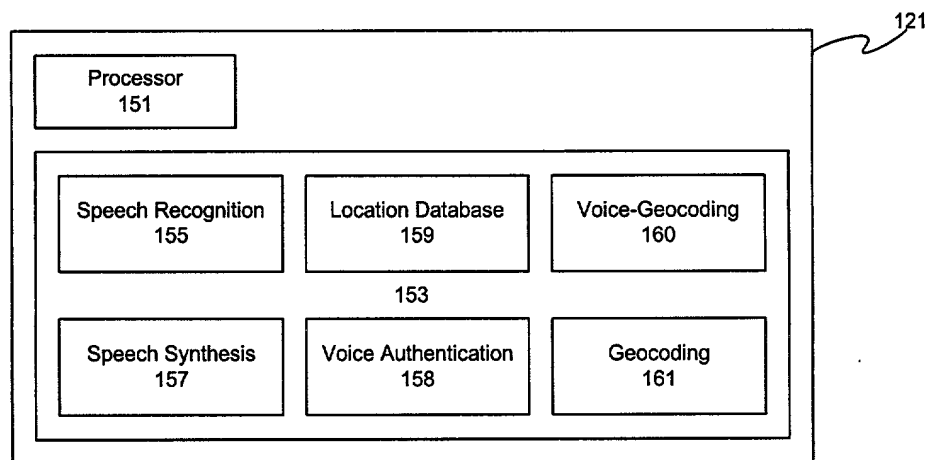 121
Processor
151
Speech Recognition
155
Location Database
159
Voice-Geocoding
160
153
Speech Synthesis
157
Voice Authentication
158
Geocoding
161